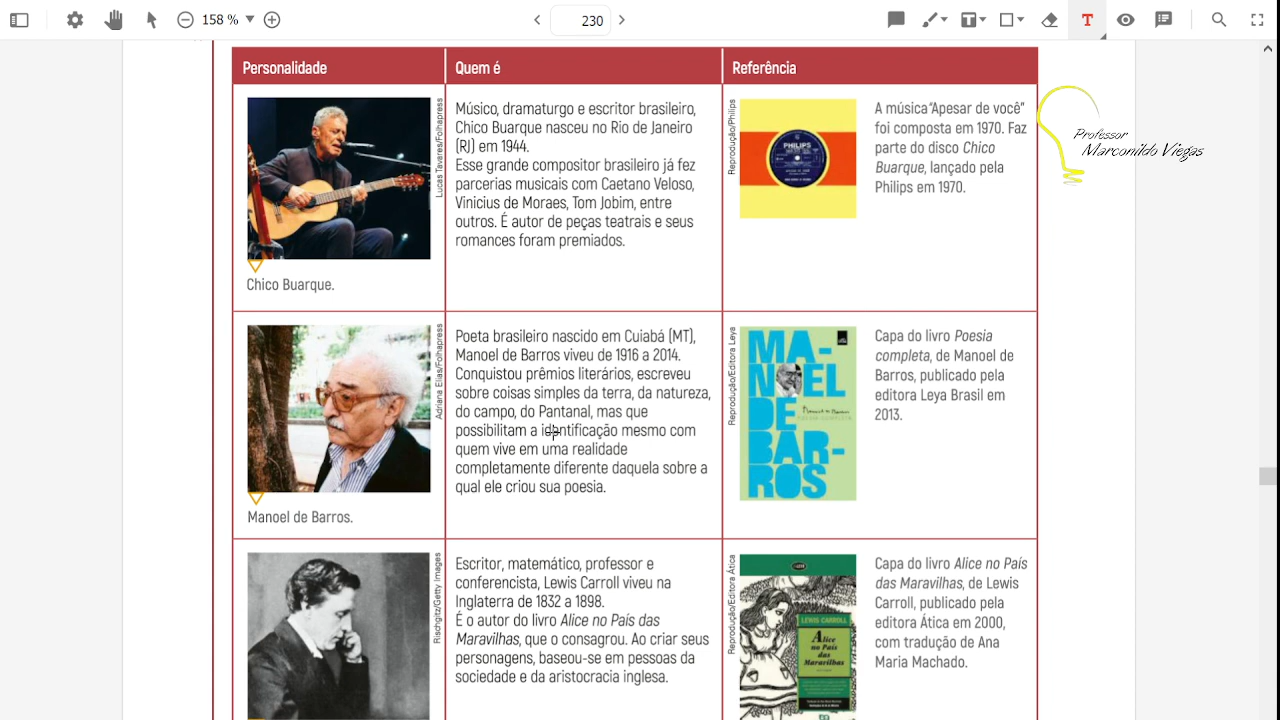 158 %
230
Personalidade
Quem é
Referência
Lucas Tavares/Folhapress
Chico Buarque.
Músico, dramaturgo e escritor brasileiro,
Chico Buarque nasceu no Rio de Janeiro
(RJ) em 1944.
Esse grande compositor brasileiro já fez
parcerias musicais com Caetano Veloso,
Vinicius de Moraes, Tom Jobim, entre
outros. É autor de peças teatrais e seus
romances foram premiados.
Reprodução/Philips
PHILIPS
A música "Apesar de você"
foi composta em 1970. Faz
parte do disco Chico
Buarque, lançado pela
Philips em 1970.
Professor
Marcondo Viegas
Adriana Elias/Folhapress
Manoel de Barros.
Poeta brasileiro nascido em Cuiabá (MT),
Manoel de Barros viveu de 1916 a 2014.
Conquistou prêmios literários, escreveu
sobre coisas simples da terra, da natureza,
do campo, do Pantanal, mas que
possibilitam a identificação mesmo com
quem vive em uma realidade
completamente diferente daquela sobre a
qual ele criou sua poesia.
Reprodução/Editora Leya
MA-
NOEL
DE
BAR-
ROS
Capa do livro Poesia
completa, de Manoel de
Barros, publicado pela
editora Leya Brasil em
2013.
Rischgitz/Getty Images
Escritor, matemático, professor e
conferencista, Lewis Carroll viveu na
Inglaterra de 1832 a 1898.
É o autor do livro Alice no País das
Maravilhas, que o consagrou. Ao criar seus
personagens, baseou-se em pessoas da
sociedade e da aristocracia inglesa.
Reprodução/Editora Ática
LEWIS CARROLL
Alice
no País
das
Maravilhas
Capa do livro Alice no País
das Maravilhas, de Lewis
Carroll, publicado pela
editora Ática em 2000,
com tradução de Ana
Maria Machado.